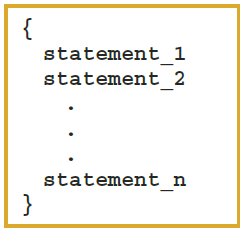 {
statement_1
statement_2
.
.
.
statement_n
}